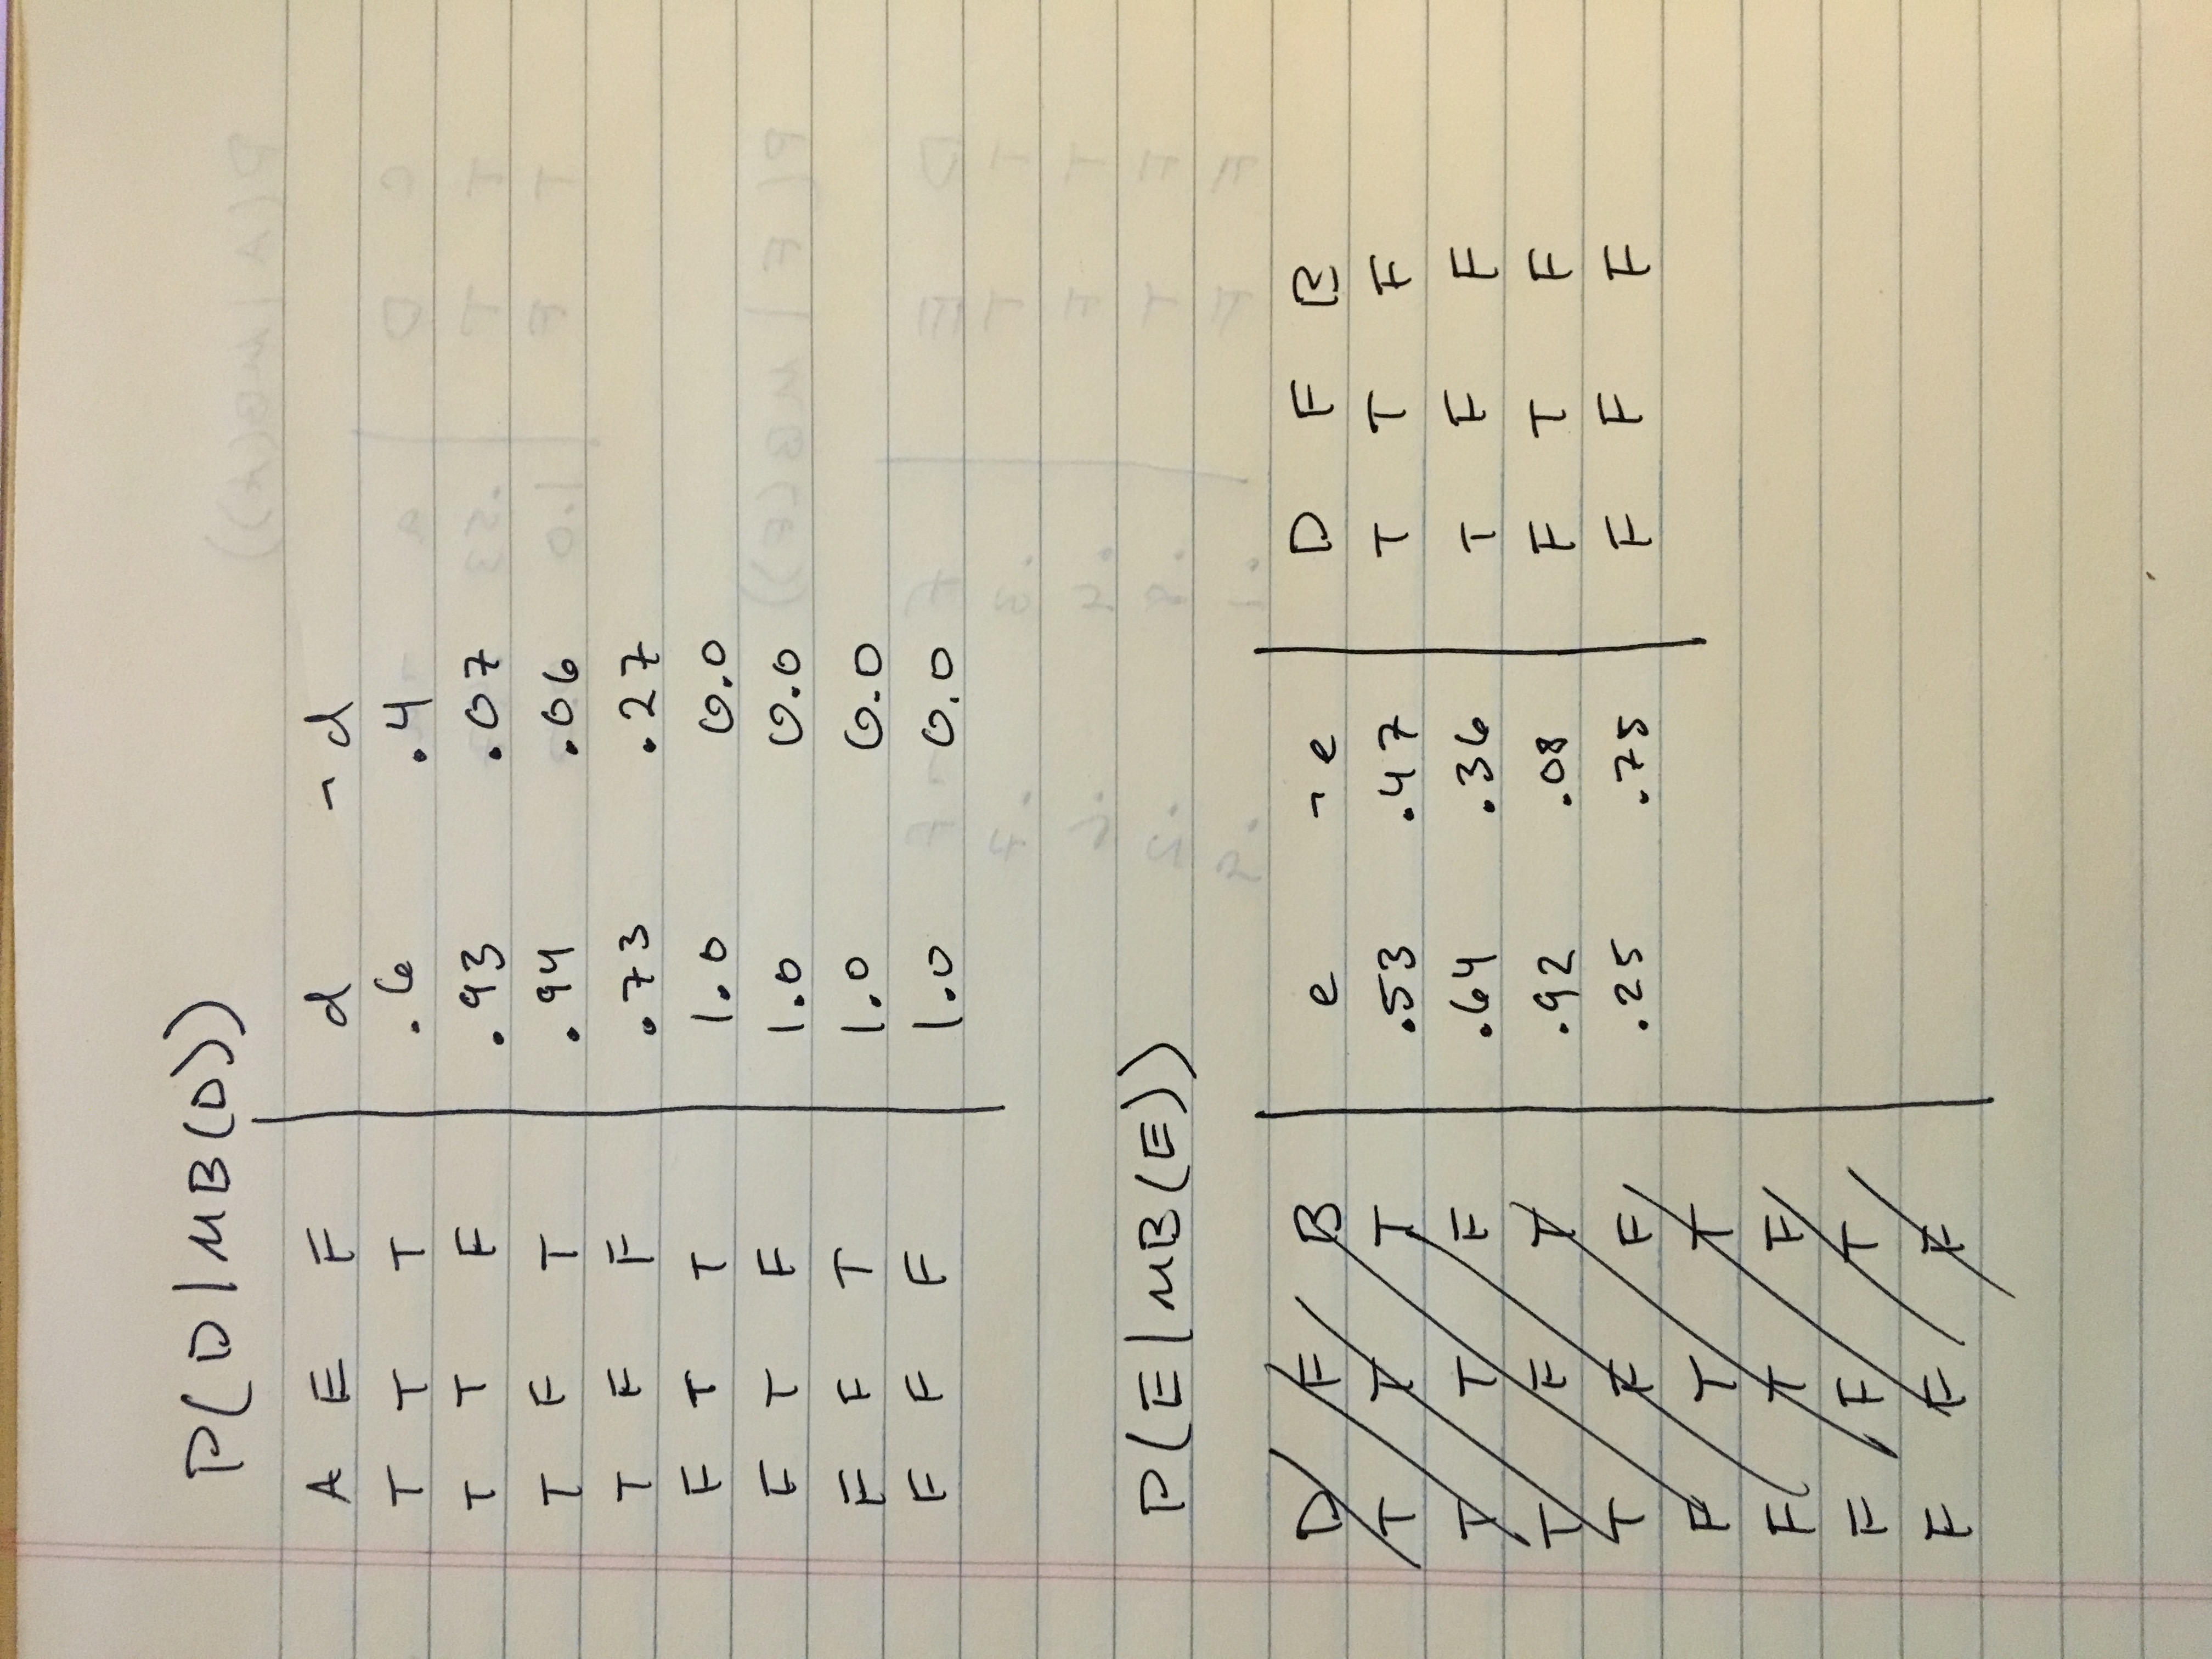 P(D|MB(D))
A E F d ¬d
T T T .6 .4
T T F .93 .07
T F T .94 .06
T F F .73 .27
F T T 1.0 0.0
F T F 1.0 0.0
F F T 1.0 0.0
F F F 1.0 0.0
P(E|MB(E))
D F B e ¬e D F B
T T T .53 .47 T T F
T T F .64 .36 T F F
T F T .92 .08 F T F
T F F .25 .75 F F F
F T T
F T F
F F T
F F F